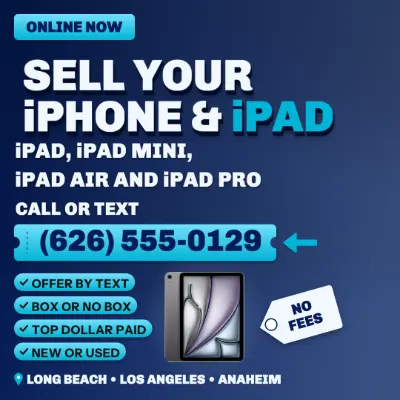 ONLINE NOW
SELL YOUR
iPHONE & iPAD
iPAD, iPAD MINI,
iPAD AIR AND iPAD PRO
CALL OR TEXT
(626) 555-0129
OFFER BY TEXT
BOX OR NO BOX
TOP DOLLAR PAID
NEW OR USED
NO
FEES
LONG BEACH • LOS ANGELES • ANAHEIM